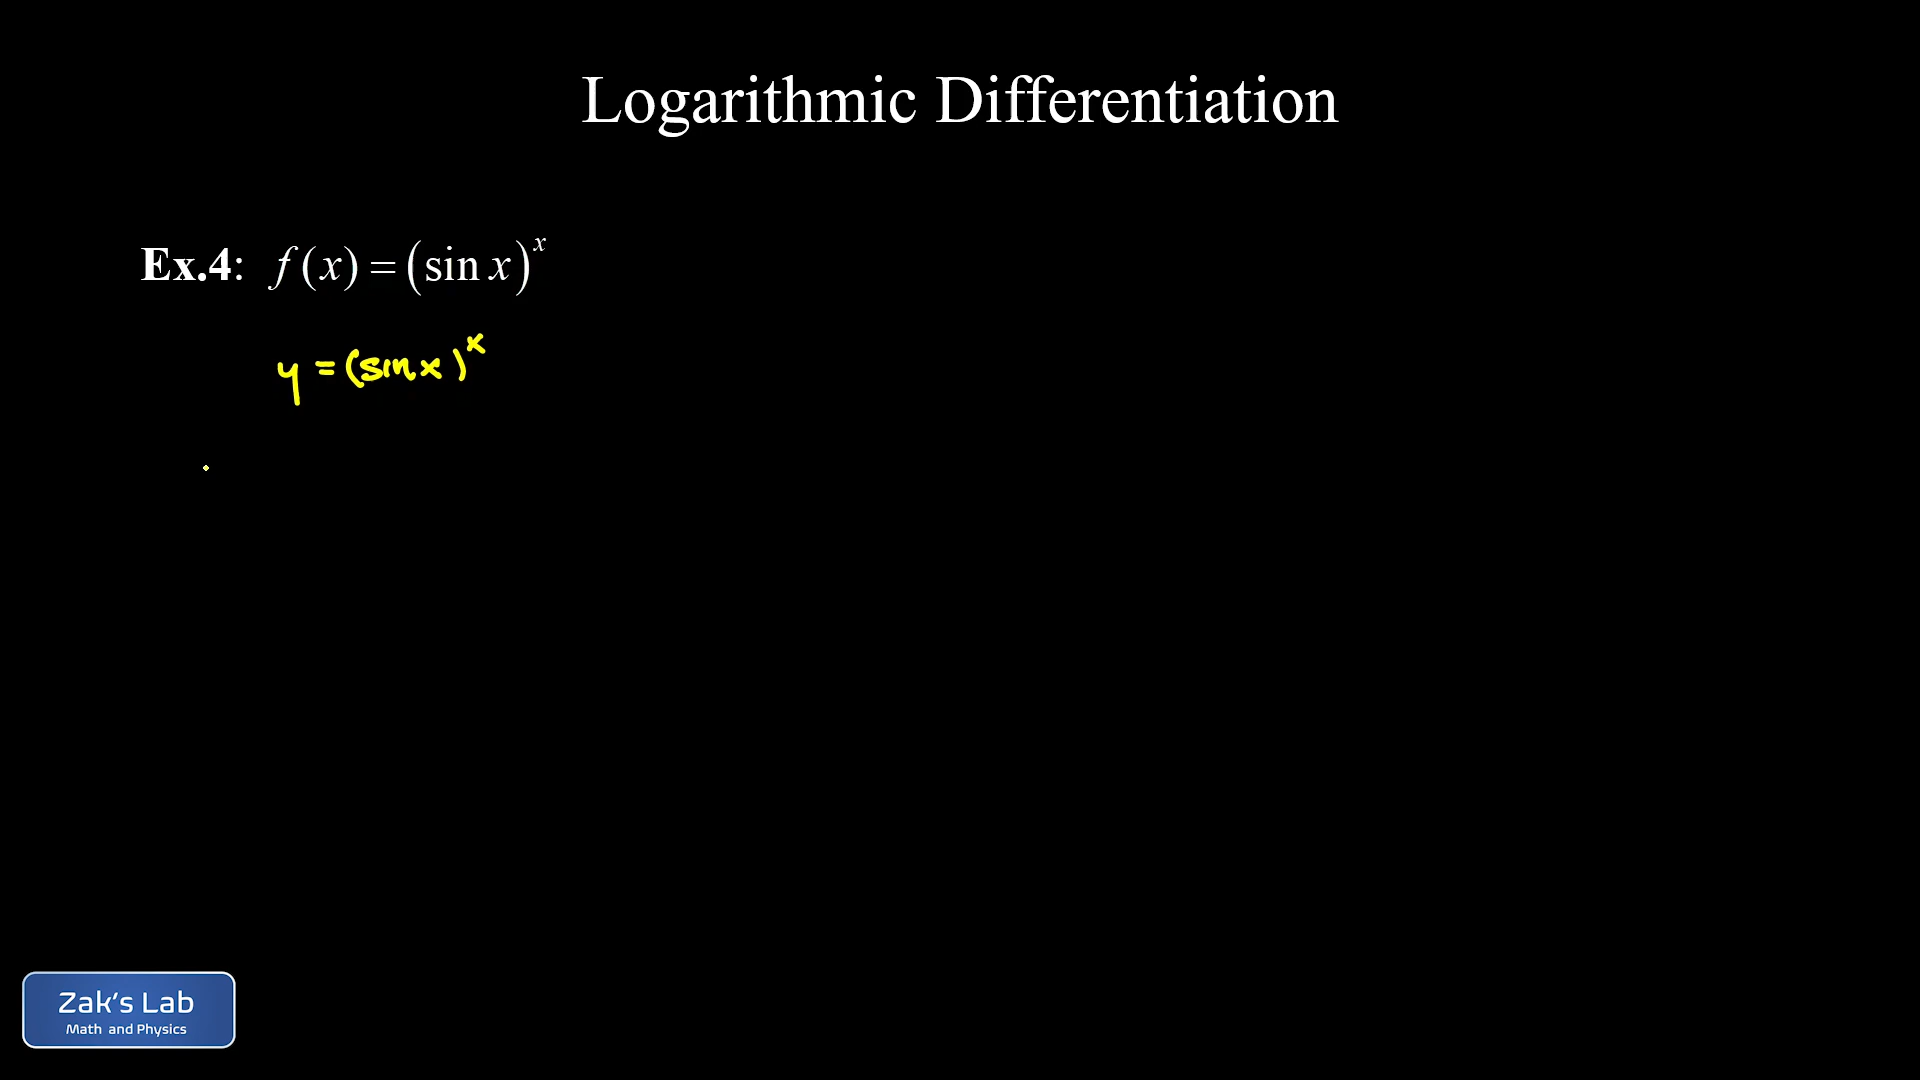 Logarithmic Differentiation
Ex.4: f(x) = (sin x)^x
y = (sin x)^x
Zak's Lab
Math and Physics